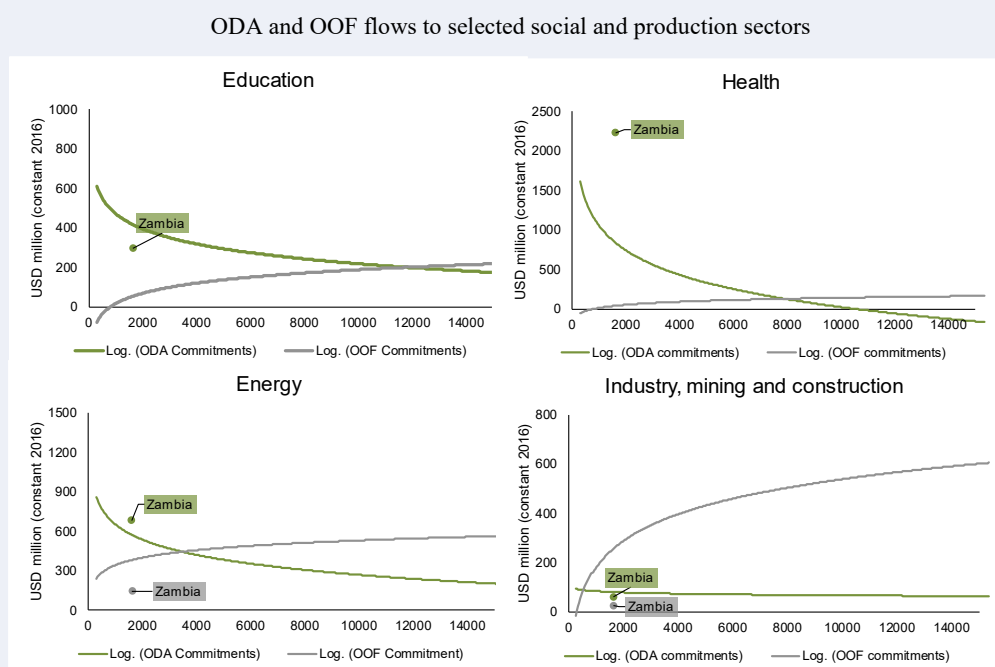 ODA and OOF flows to selected social and production sectors
Education
USD million (constant 2016)
1000
800
600
400
200
0
Zambia
0 2000 4000 6000 8000 10000 12000 14000
Log. (ODA Commitments) Log. (OOF Commitments)
Health
USD million (constant 2016)
2500
2000
1500
1000
500
0
Zambia
0 2000 4000 6000 8000 10000 12000 14000
Log. (ODA commitments) Log. (OOF commitments)
Energy
USD million (constant 2016)
1500
1200
900
600
300
0
Zambia
Zambia
0 2000 4000 6000 8000 10000 12000 14000
Log. (ODA Commitments) Log. (OOF Commitment)
Industry, mining and construction
USD million (constant 2016)
800
600
400
200
0
Zambia
Zambia
0 2000 4000 6000 8000 10000 12000 14000
Log. (ODA commitments) Log. (OOF commitments)